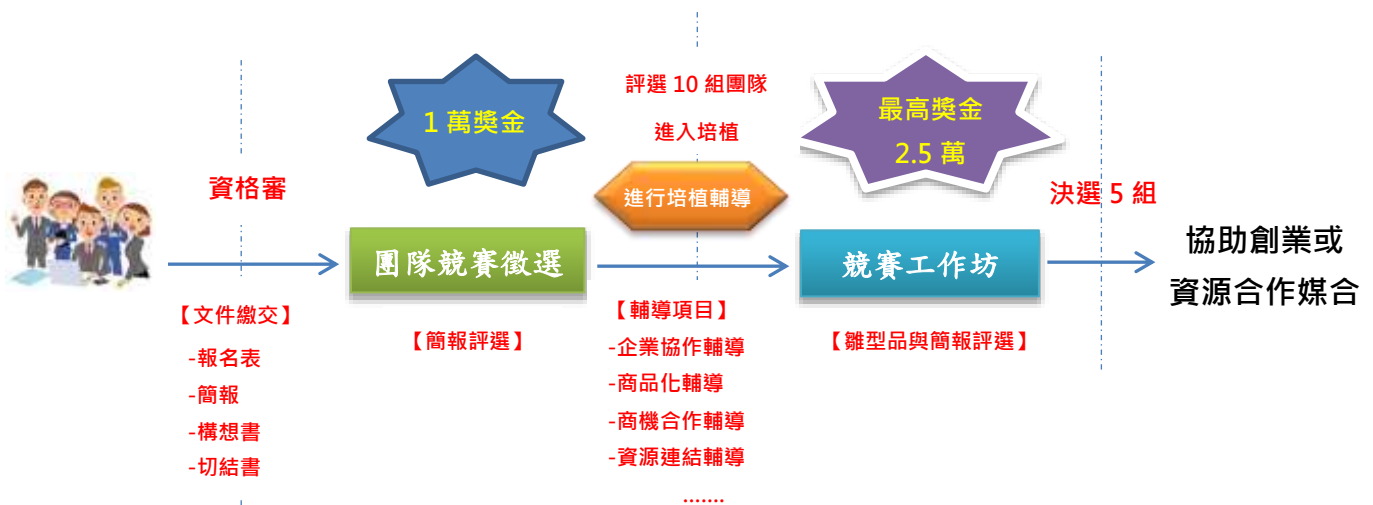 資格審
【文件繳交】
-報名表
-簡報
-構想書
-切結書
1 萬獎金
團隊競賽徵選
【簡報評選】
評選 10 組團隊
進入培植
進行培植輔導
【輔導項目】
-企業協作輔導
-商品化輔導
-商機合作輔導
-資源連結輔導
.......
最高獎金
2.5 萬
競賽工作坊
【雛型品與簡報評選】
決選 5 組
協助創業或
資源合作媒合